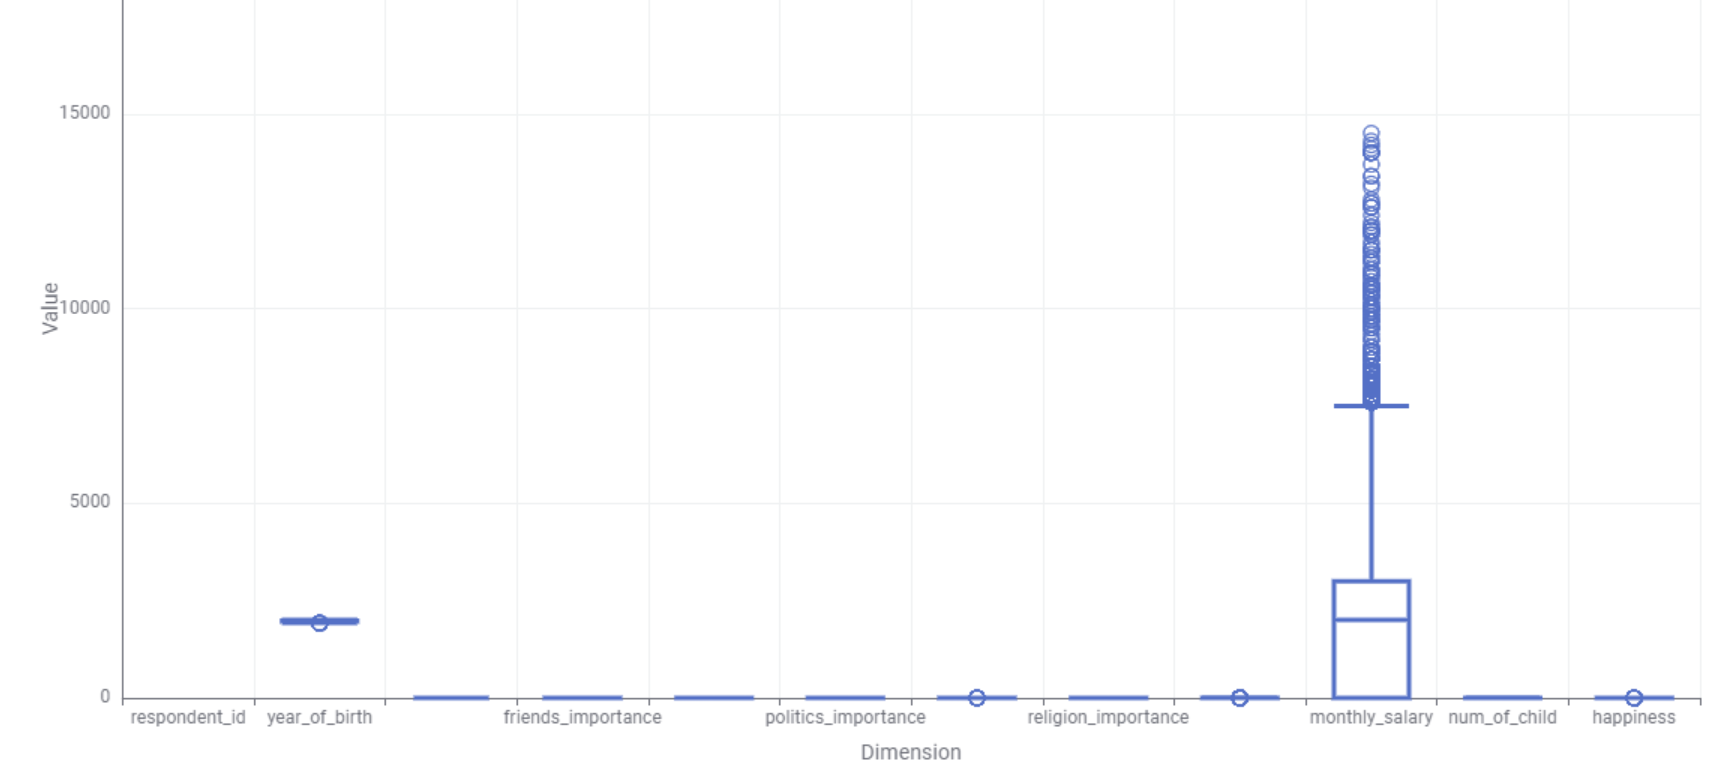 15000
10000
5000
0
Value
respondent_id
year_of_birth
friends_importance
politics_importance
religion_importance
monthly_salary
num_of_child
happiness
Dimension